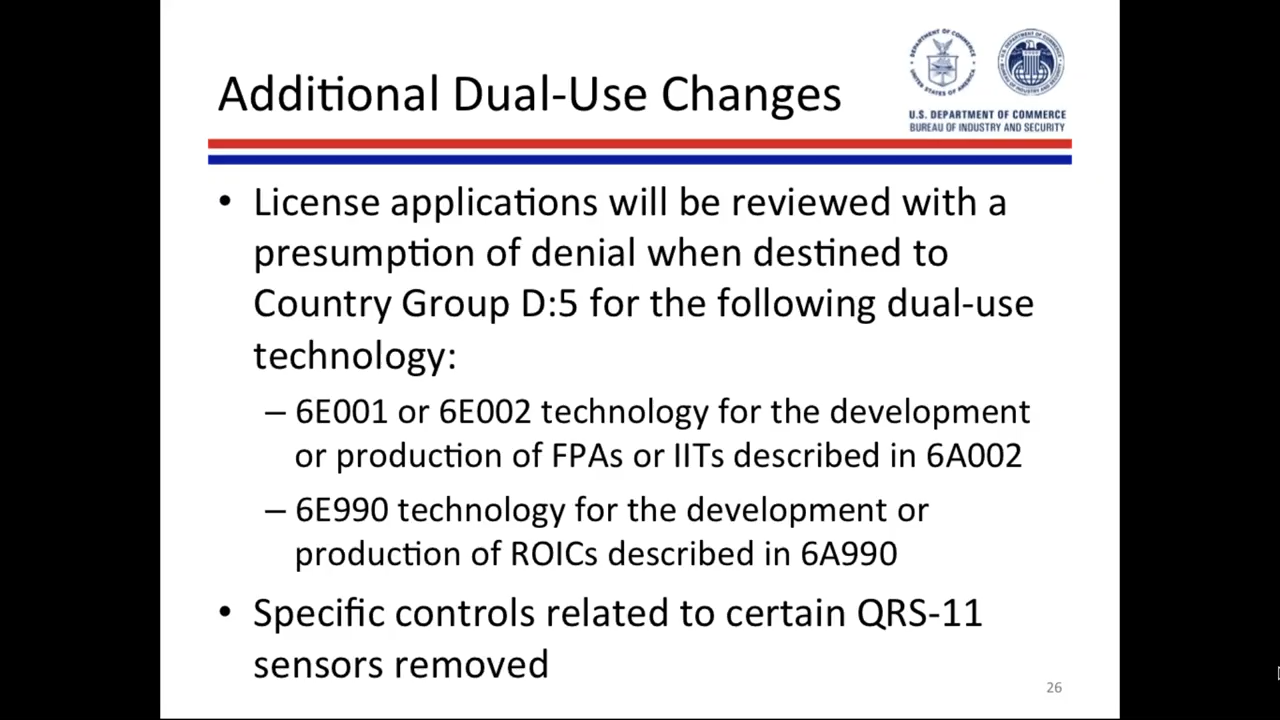 Additional Dual-Use Changes
U.S. DEPARTMENT OF COMMERCE
BUREAU OF INDUSTRY AND SECURITY
• License applications will be reviewed with a
presumption of denial when destined to
Country Group D:5 for the following dual-use
technology:
– 6E001 or 6E002 technology for the development
or production of FPAs or IITs described in 6A002
– 6E990 technology for the development or
production of ROICs described in 6A990
• Specific controls related to certain QRS-11
sensors removed
26